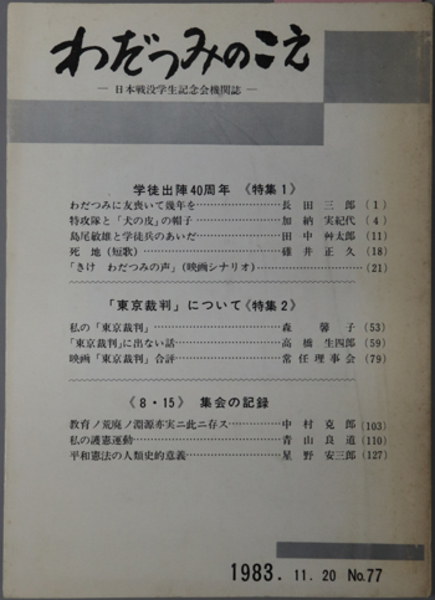 わだつみのこえ
― 日本戦没学生記念会機関誌 ―
学徒出陣40周年 《特集1》
わだつみに友喪いて幾年を……………………長田三郎(1)
特攻隊と「犬の皮」の帽子……………………加納実紀代(4)
島尾敏雄と学徒兵のあいだ……………………田中艸太郎(11)
死 地(短歌)……………………碓井正久(18)
「きけ わだつみの声」(映画シナリオ)……………………(21)
「東京裁判」について《特集2》
私の「東京裁判」……………………森馨子(53)
「東京裁判」に出ない話……………………高橋生四郎(59)
映画「東京裁判」合評……………………常任理事会(79)
《8・15》 集会の記録
教育ノ荒廃ノ淵源亦実ニ此ニ存ス……………中村克郎(103)
私の護憲運動……………………青山良道(110)
平和憲法の人類史的意義……………………星野安三郎(127)
1983. 11. 20 No.77